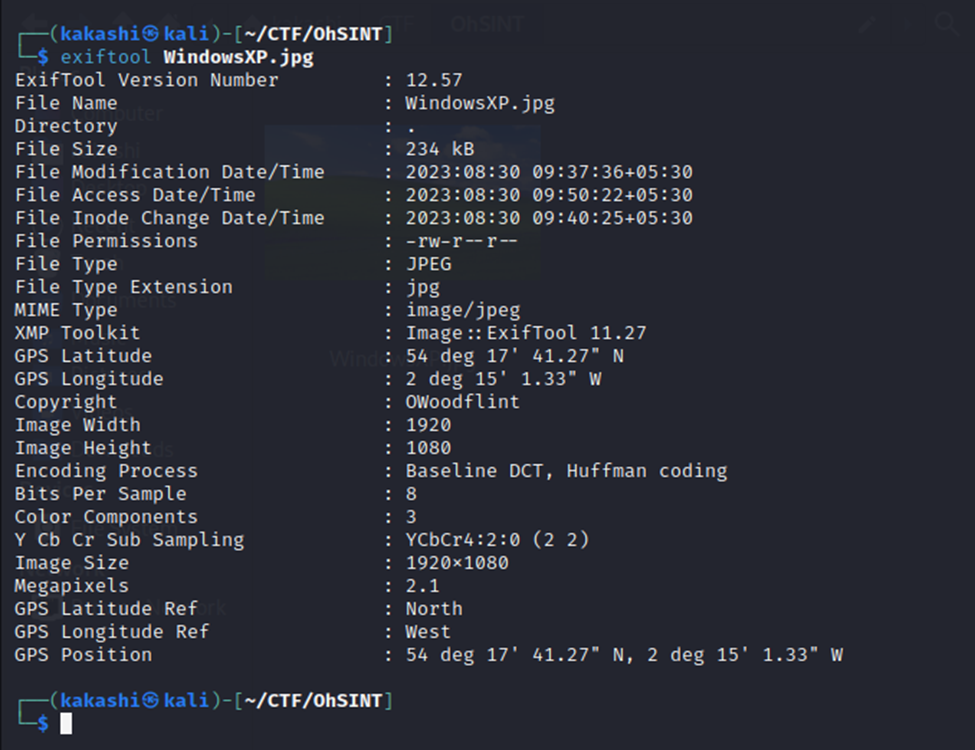 ┌──(kakashi㉿kali)-[~/CTF/OhSINT]
└─$ exiftool WindowsXP.jpg
ExifTool Version Number : 12.57
File Name : WindowsXP.jpg
Directory : .
File Size : 234 kB
File Modification Date/Time : 2023:08:30 09:37:36+05:30
File Access Date/Time : 2023:08:30 09:50:22+05:30
File Inode Change Date/Time : 2023:08:30 09:40:25+05:30
File Permissions : -rw-r--r--
File Type : JPEG
File Type Extension : jpg
MIME Type : image/jpeg
XMP Toolkit : Image::ExifTool 11.27
GPS Latitude : 54 deg 17' 41.27" N
GPS Longitude : 2 deg 15' 1.33" W
Copyright : OWoodflint
Image Width : 1920
Image Height : 1080
Encoding Process : Baseline DCT, Huffman coding
Bits Per Sample : 8
Color Components : 3
Y Cb Cr Sub Sampling : YCbCr4:2:0 (2 2)
Image Size : 1920×1080
Megapixels : 2.1
GPS Latitude Ref : North
GPS Longitude Ref : West
GPS Position : 54 deg 17' 41.27" N, 2 deg 15' 1.33" W
┌──(kakashi㉿kali)-[~/CTF/OhSINT]
└─$